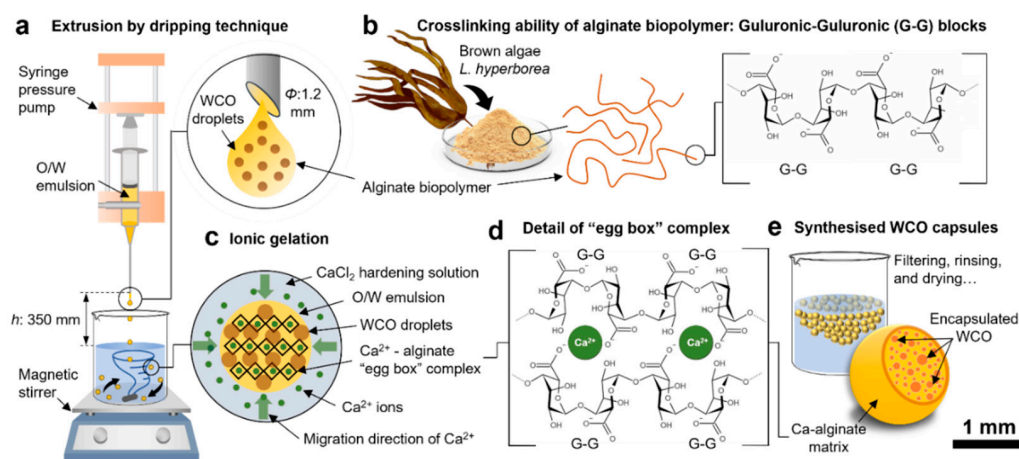 a Extrusion by dripping technique
Syringe
pressure
pump
O/W
emulsion
WCO
droplets
Φ:1.2
mm
h: 350 mm
Magnetic
stirrer
b Crosslinking ability of alginate biopolymer: Guluronic-Guluronic (G-G) blocks
Brown algae
L. hyperborea
Alginate biopolymer
G-G
G-G
c Ionic gelation
CaCl₂ hardening solution
O/W emulsion
WCO droplets
Ca²⁺ - alginate
“egg box” complex
Ca²⁺ ions
Migration direction of Ca²⁺
d Detail of “egg box” complex
G-G
G-G
Ca²⁺
Ca²⁺
G-G
G-G
e Synthesised WCO capsules
Filtering, rinsing,
and drying…
Encapsulated
WCO
Ca-alginate
matrix
1 mm